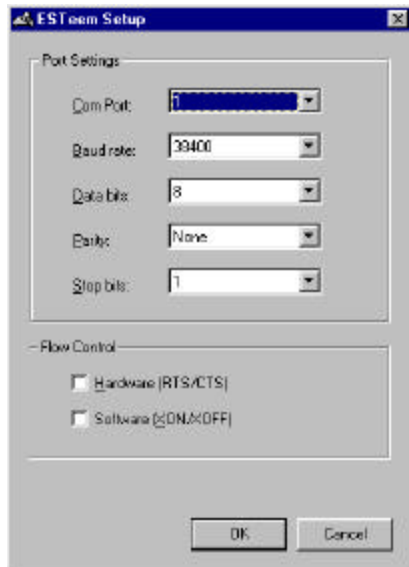 ESTeem Setup
Port Settings
Com Port: 1
Baud rate: 38400
Data bits: 8
Parity: None
Stop bits: 1
Flow Control
Hardware (RTS/CTS)
Software (XON/XOFF)
OK Cancel